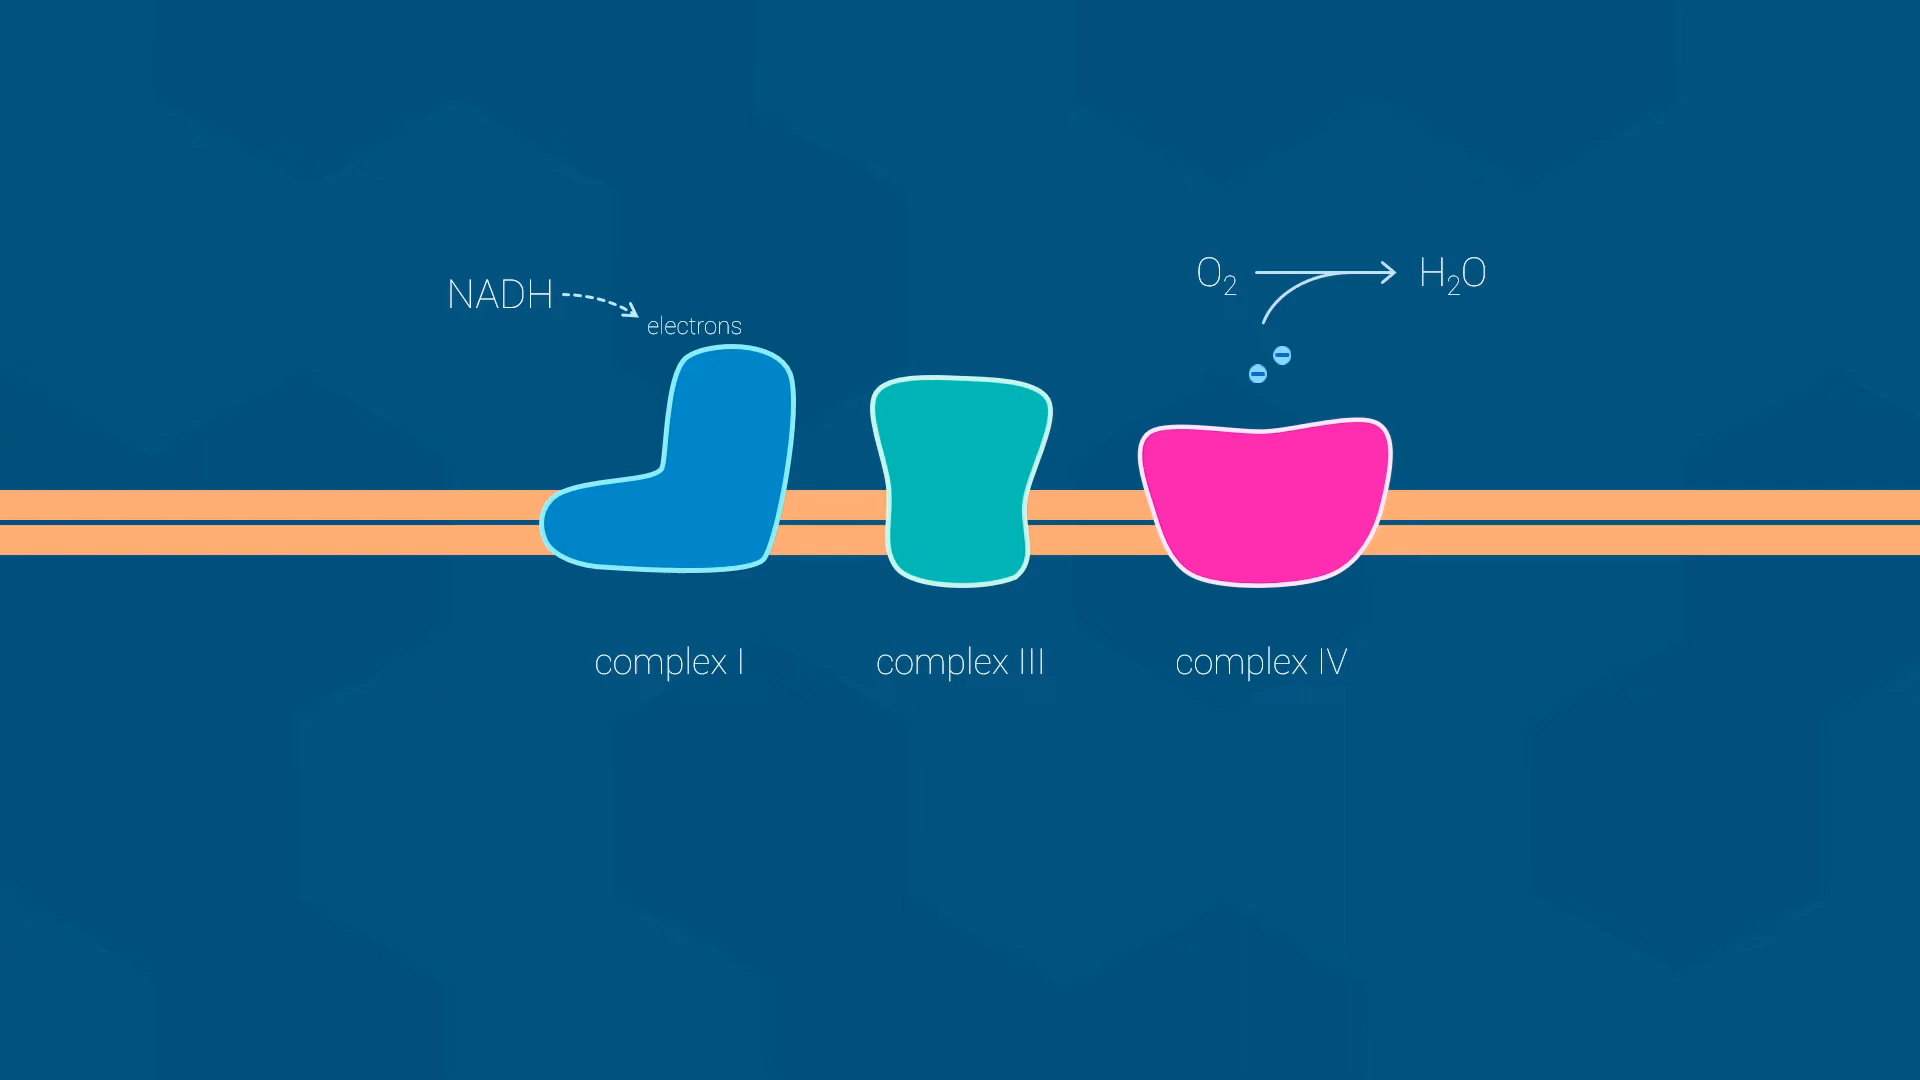 NADH
electrons
O₂
H₂O
complex I
complex III
complex IV